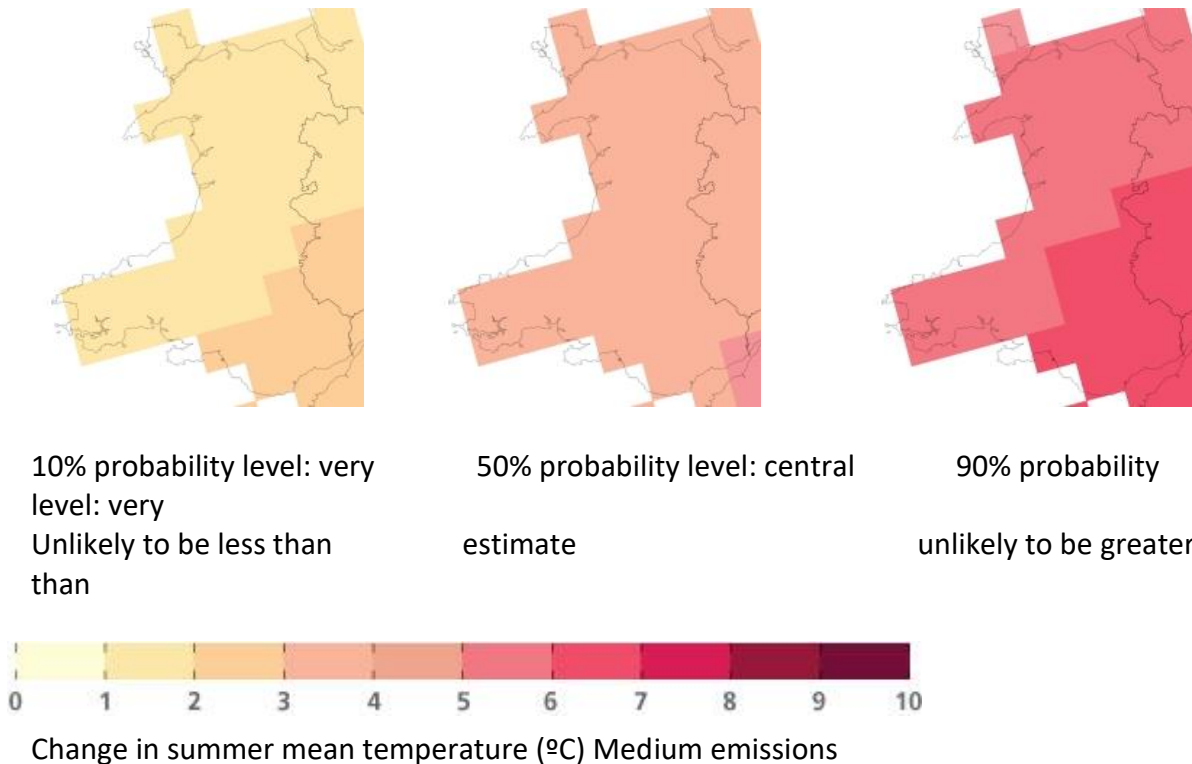 10% probability level: very 50% probability level: central 90% probability
level: very
Unlikely to be less than estimate unlikely to be greater
than
0 1 2 3 4 5 6 7 8 9 10
Change in summer mean temperature (ºC) Medium emissions